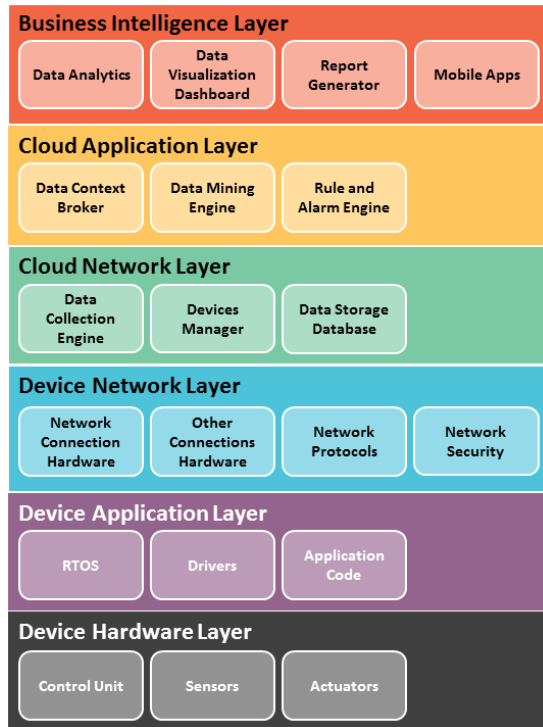 Business Intelligence Layer
Data Analytics
Data
Visualization
Dashboard
Report
Generator
Mobile Apps
Cloud Application Layer
Data Context
Broker
Data Mining
Engine
Rule and
Alarm Engine
Cloud Network Layer
Data
Collection
Engine
Devices
Manager
Data Storage
Database
Device Network Layer
Network
Connection
Hardware
Other
Connections
Hardware
Network
Protocols
Network
Security
Device Application Layer
RTOS
Drivers
Application
Code
Device Hardware Layer
Control Unit
Sensors
Actuators